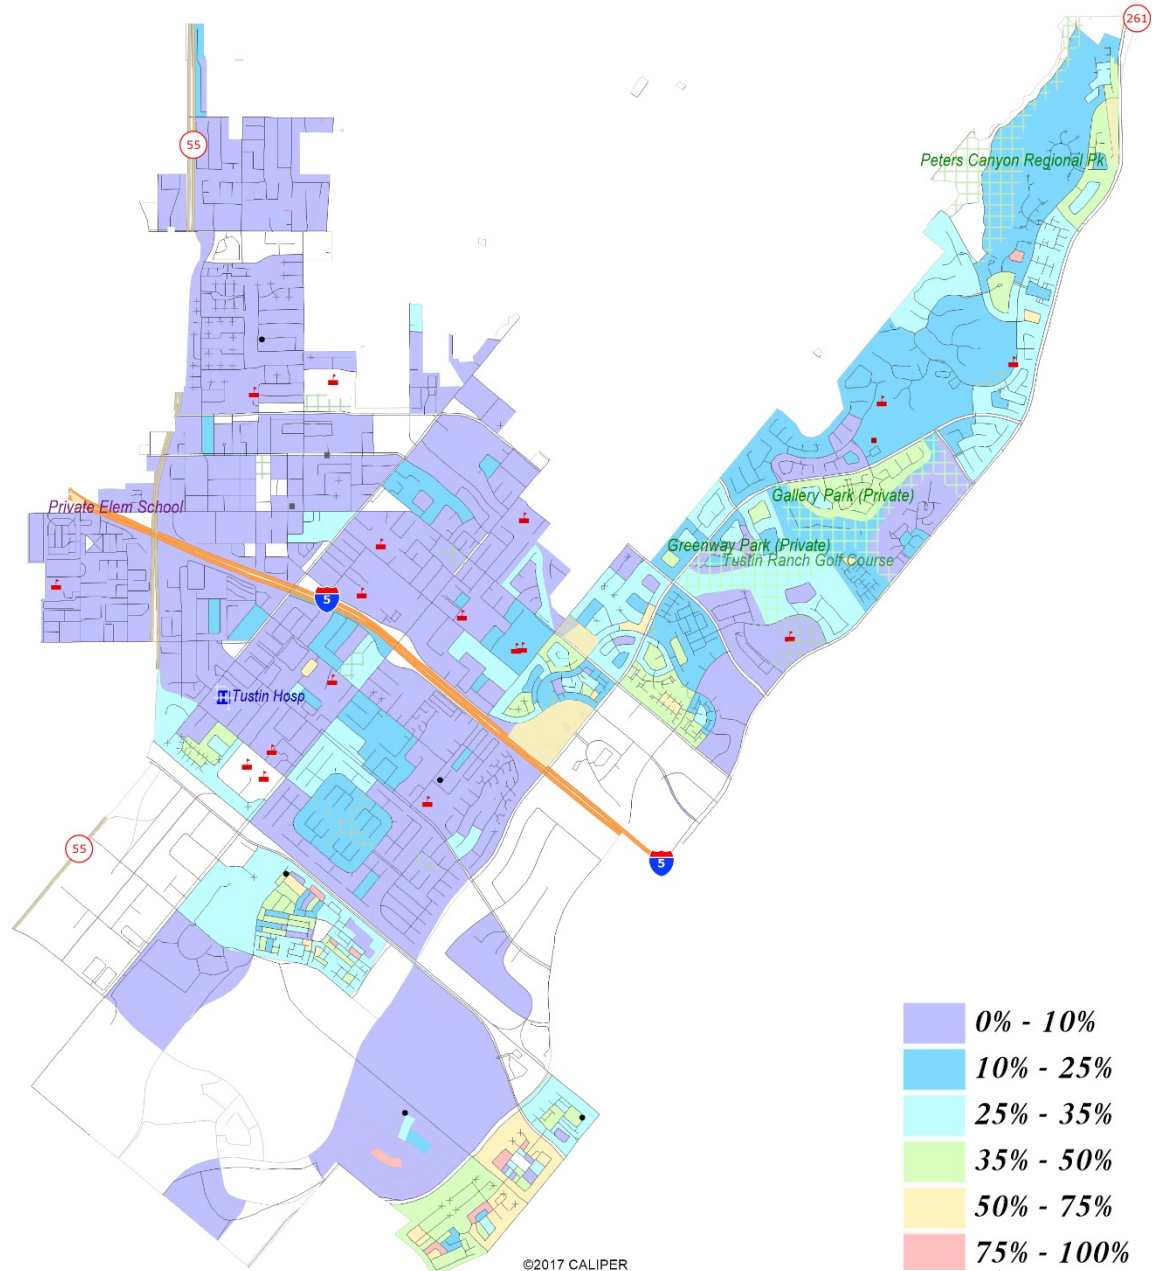 261
55
Peters Canyon Regional Pk
Private Elem School
Gallery Park (Private)
Greenway Park (Private)
Tustin Ranch Golf Course
5
H
Tustin Hosp
55
5
0% - 10%
10% - 25%
25% - 35%
35% - 50%
50% - 75%
75% - 100%
©2017 CALIPER